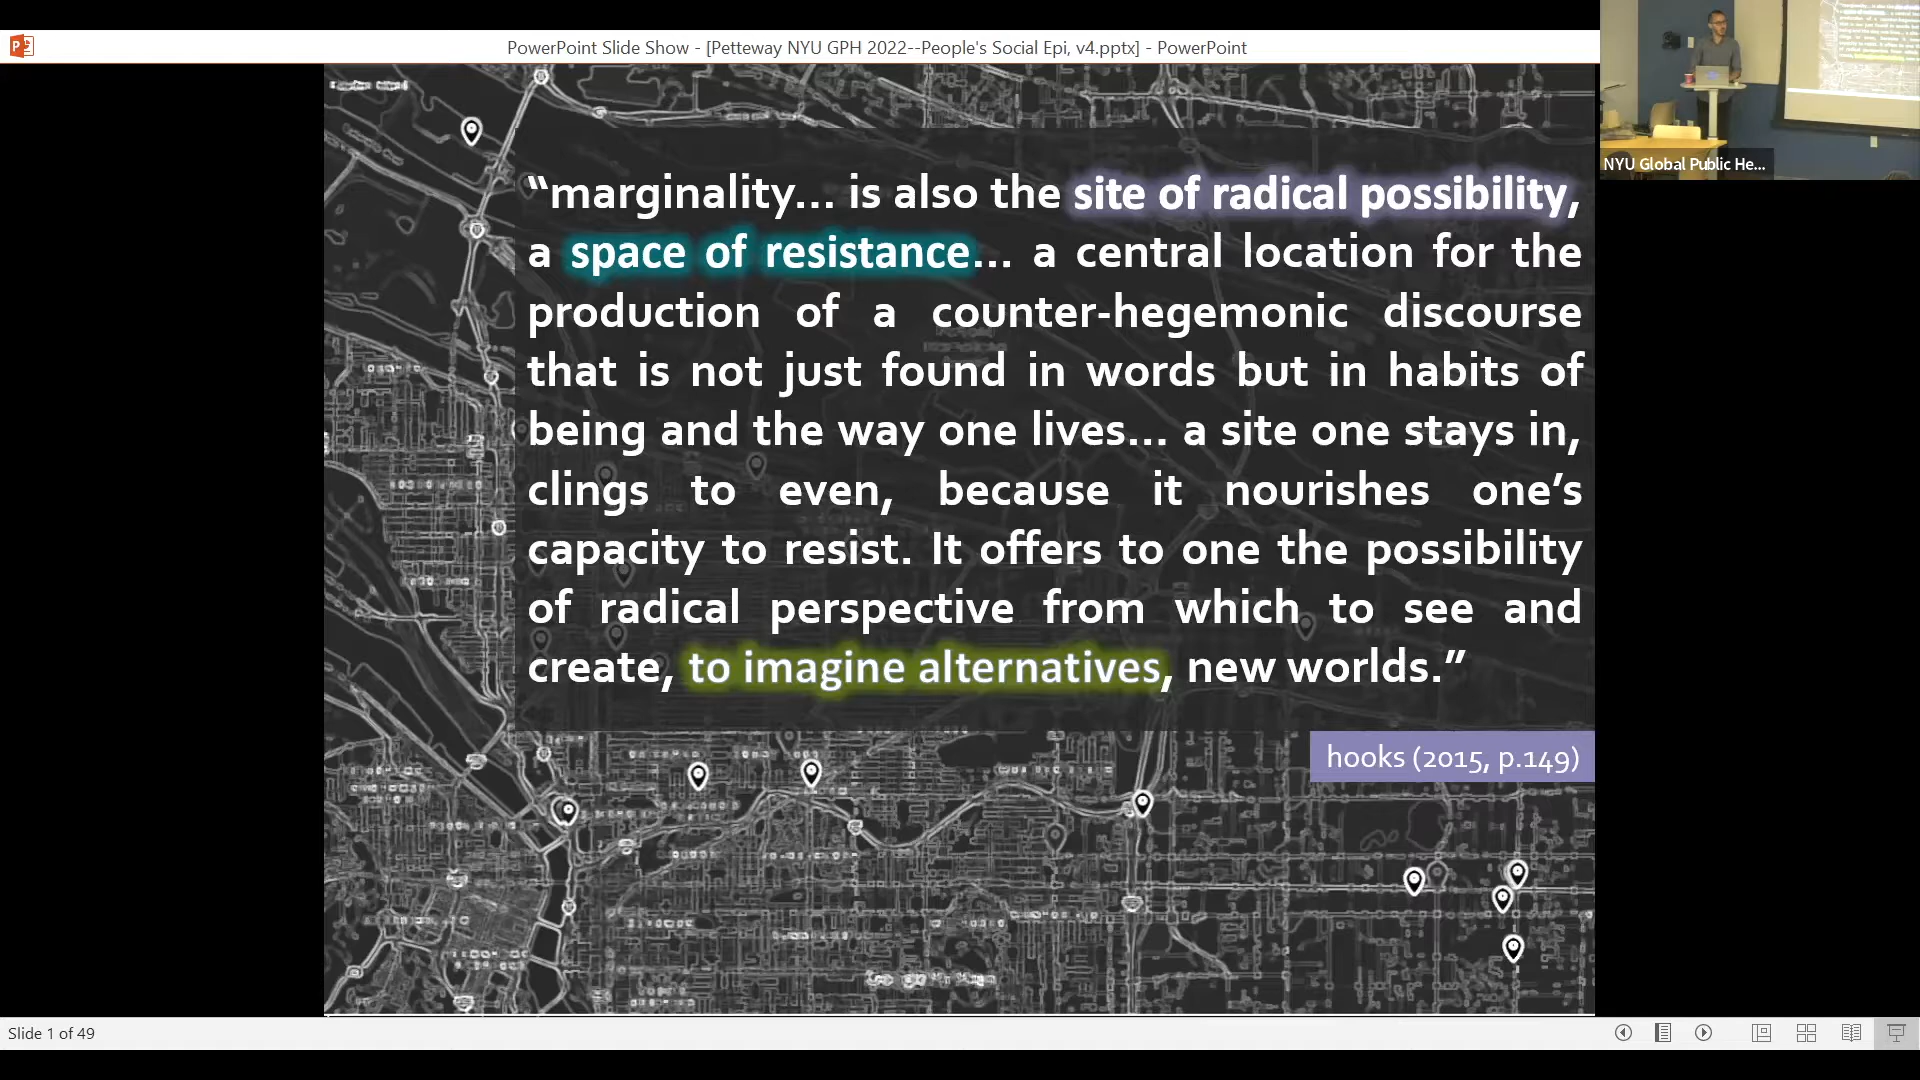 PowerPoint Slide Show - [Petteway NYU GPH 2022--People's Social Epi, v4.pptx] - PowerPoint
NYU Global Public He...
“marginality... is also the site of radical possibility,
a space of resistance... a central location for the
production of a counter-hegemonic discourse
that is not just found in words but in habits of
being and the way one lives... a site one stays in,
clings to even, because it nourishes one’s
capacity to resist. It offers to one the possibility
of radical perspective from which to see and
create, to imagine alternatives, new worlds.”
hooks (2015, p.149)
Slide 1 of 49